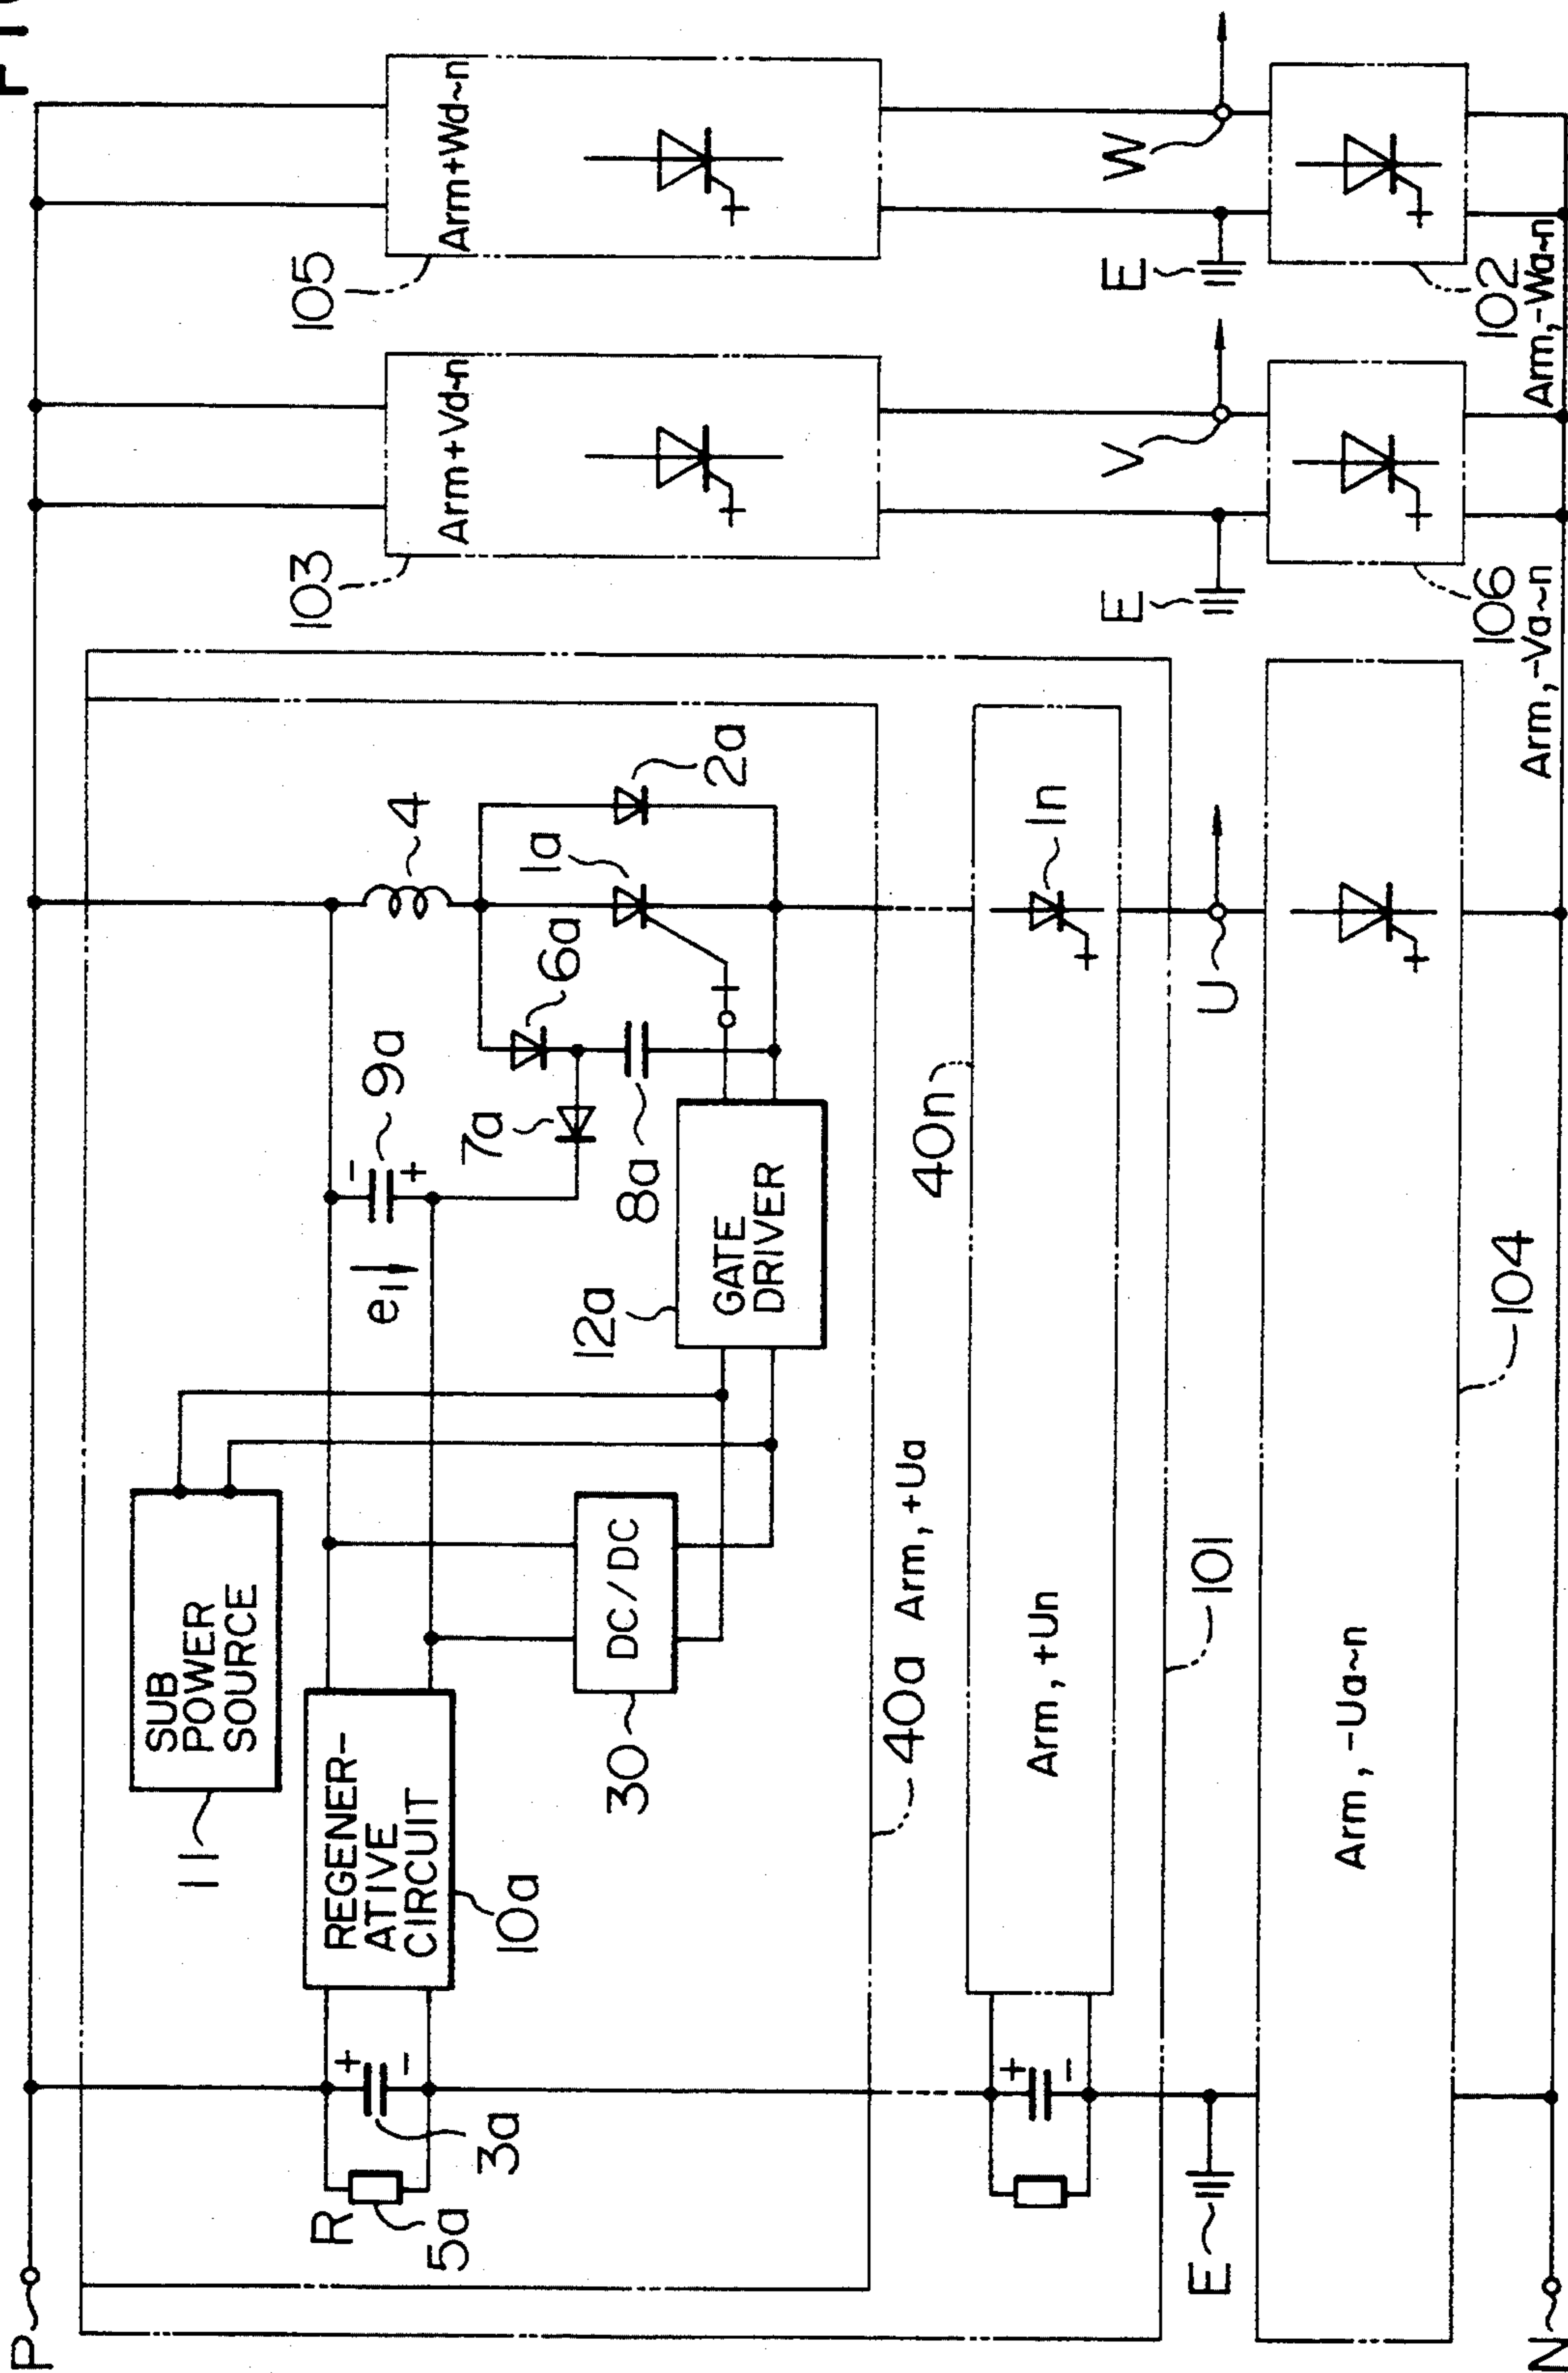 P
R
5a
3a
+
-
11
SUB
POWER
SOURCE
REGENER-
ATIVE
CIRCUIT
10a
30
DC/DC
e1
9a
-
+
12a
GATE
DRIVER
7a
8a
6a
4
1a
2a
40a Arm, +Ua
40n
Arm, +Un
1n
+
-
101
E
U
Arm, -Ua~n
104
N
103
Arm+Vd~n
E
V
106
Arm,-Va~n
105
Arm+Wd~n
E
W
102
Arm,-Wa~n